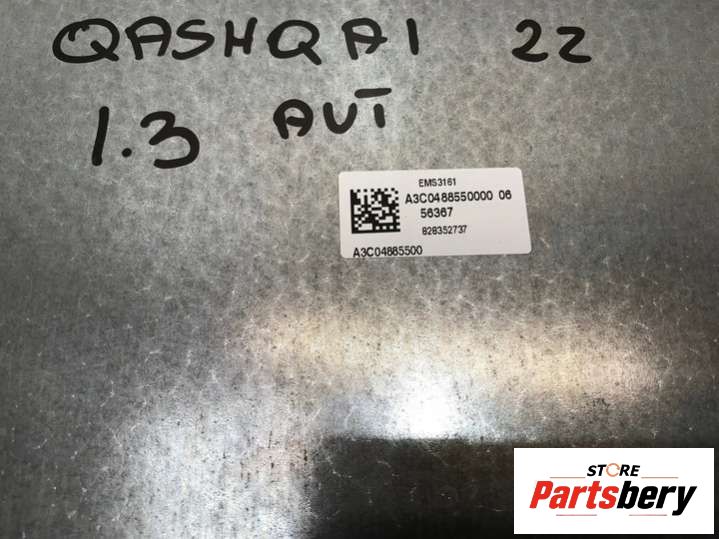 QASHQAI 22
1.3 AUT
EMS3161
A3C0488550000 06
56367
828352737
A3C04885500
STORE
Partsbery